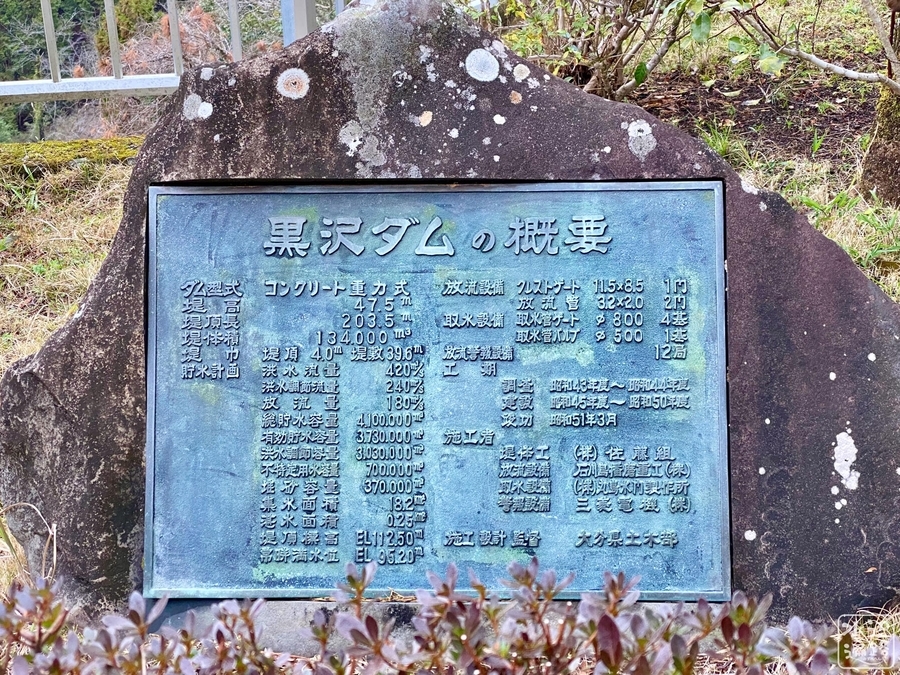 黒沢ダムの概要
ダム型式 コンクリート重力式
堤高 47.5m
堤頂長 203.5m
堤体積 134,000m³
堤巾 堤頂 4.0m 堤敷 39.6m
貯水計画 洪水流量 420㎥/s
洪水調節流量 240㎥/s
放流量 180㎥/s
総貯水容量 4,100,000m³
有効貯水容量 3,730,000m³
洪水調節容量 3,030,000m³
不特定用水容量 700,000m³
堆砂容量 370,000m³
集水面積 18.2㎢
湛水面積 0.25㎢
堤頂標高 EL112.50m
常時満水位 EL 95.20m
放流設備 クレストゲート 11.5×8.5 1門
放流管 3.2×2.0 2門
取水設備 取水管ゲート φ800 4基
取水管バルブ φ500 1基
放流警報設備 12局
工期
調査 昭和43年度〜昭和44年度
建設 昭和45年度〜昭和50年度
竣功 昭和51年3月
施工者
堤体工 (株)佐藤組
放流設備 石川島播磨重工(株)
取水設備 (株)丸島水門製作所
警報設備 三菱電機(株)
施工設計監督 大分県土木部